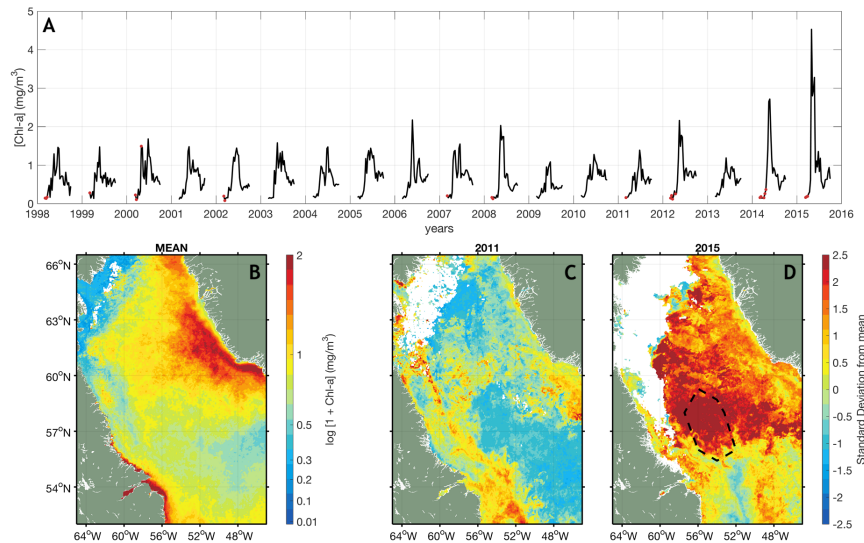 A
[Chl-a] (mg/m³)
5
4
3
2
1
0
1998 1999 2000 2001 2002 2003 2004 2005 2006 2007 2008 2009 2010 2011 2012 2013 2014 2015 2016
years
MEAN
B
66°N
63°N
60°N
57°N
54°N
64°W 60°W 56°W 52°W 48°W
2
1
0.5
0.3
0.2
0.1
0.01
log [1 + Chl-a] (mg/m³)
2011
C
64°W 60°W 56°W 52°W 48°W
2015
D
64°W 60°W 56°W 52°W 48°W
2.5
2
1.5
1
0.5
0
-0.5
-1
-1.5
-2
-2.5
Standard Deviation from mean